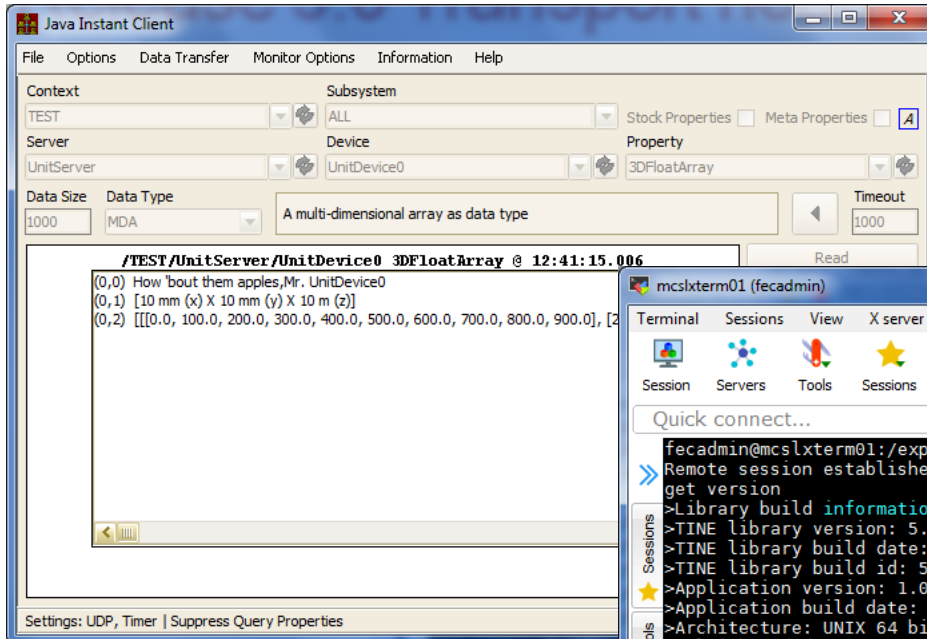 Java Instant Client
File Options Data Transfer Monitor Options Information Help
Context Subsystem
TEST ALL Stock Properties Meta Properties A
Server Device Property
UnitServer UnitDevice0 3DFloatArray
Data Size Data Type Timeout
1000 MDA A multi-dimensional array as data type 1000
/TEST/UnitServer/UnitDevice0 3DFloatArray @ 12:41:15.006 Read
(0,0) How 'bout them apples,Mr. UnitDevice0
(0,1) [10 mm (x) X 10 mm (y) X 10 m (z)]
(0,2) [[[0.0, 100.0, 200.0, 300.0, 400.0, 500.0, 600.0, 700.0, 800.0, 900.0], [2
Settings: UDP, Timer | Suppress Query Properties
mcslxterm01 (fecadmin)
Terminal Sessions View X server
Session Servers Tools Sessions
Quick connect...
fecadmin@mcslxterm01:/exp
Remote session establishe
get version
>Library build informatio
>TINE library version: 5.
>TINE library build date:
>TINE library build id: 5
>Application version: 1.0
>Application build date:
>Architecture: UNIX 64 bi
Sessions